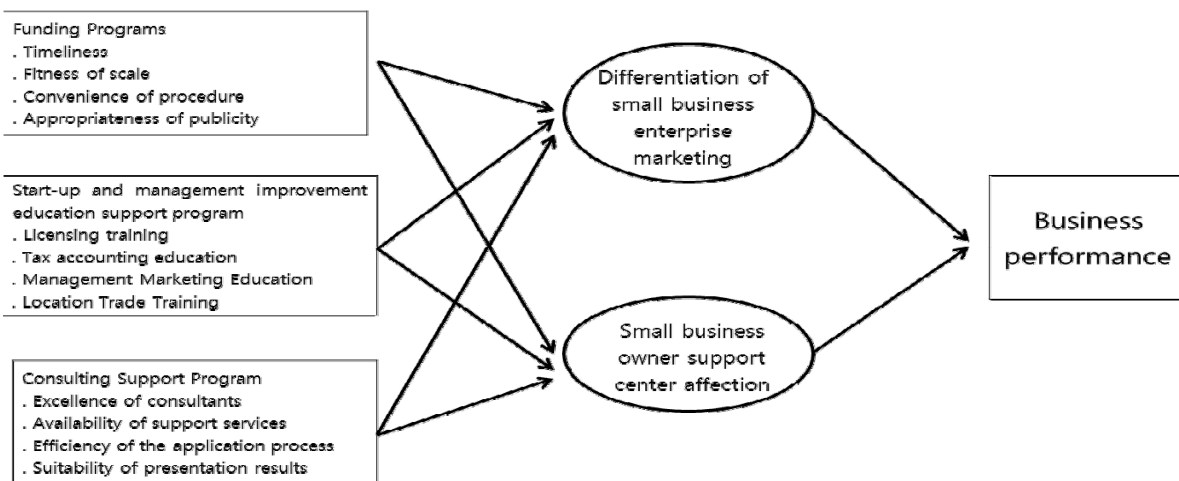 Funding Programs
. Timeliness
. Fitness of scale
. Convenience of procedure
. Appropriateness of publicity
Start-up and management improvement
education support program
. Licensing training
. Tax accounting education
. Management Marketing Education
. Location Trade Training
Consulting Support Program
. Excellence of consultants
. Availability of support services
. Efficiency of the application process
. Suitability of presentation results
Differentiation of
small business
enterprise
marketing
Small business
owner support
center affection
Business
performance